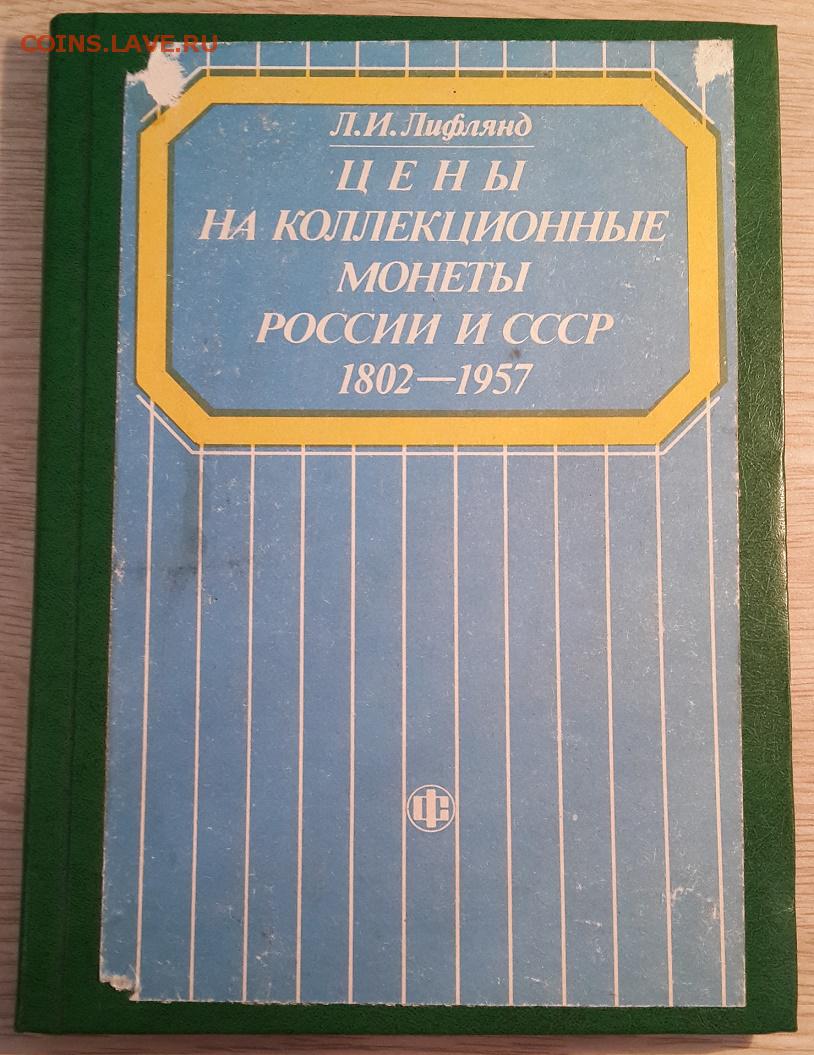 COINS.LAVE.RU
Л.И. Лифлянд
ЦЕНЫ
НА КОЛЛЕКЦИОННЫЕ
МОНЕТЫ
РОССИИ И СССР
1802—1957